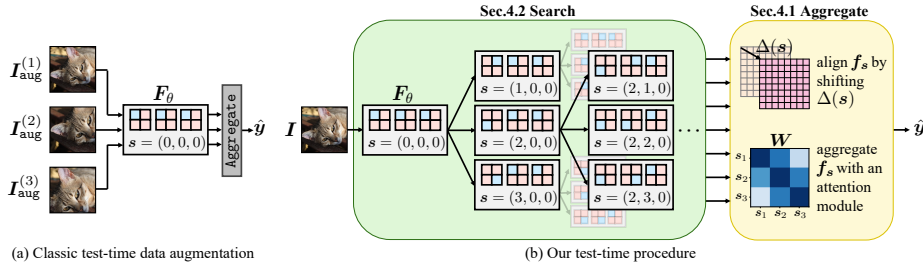 Sec.4.2 Search
Sec.4.1 Aggregate
I_aug^(1)
I_aug^(2)
I_aug^(3)
F_θ
s = (0, 0, 0)
Aggregate
ŷ
I
F_θ
s = (0, 0, 0)
s = (1, 0, 0)
s = (2, 0, 0)
s = (3, 0, 0)
s = (2, 1, 0)
s = (2, 2, 0)
s = (2, 3, 0)
...
Δ(s)
align f_s by
shifting
Δ(s)
W
s_1
s_2
s_3
s_1 s_2 s_3
aggregate
f_s with an
attention
module
ŷ
(a) Classic test-time data augmentation
(b) Our test-time procedure